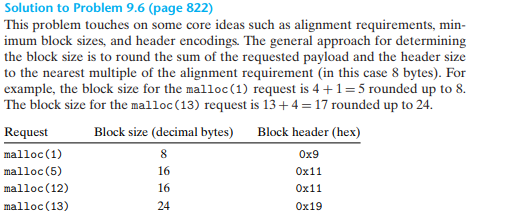 Solution to Problem 9.6 (page 822)
This problem touches on some core ideas such as alignment requirements, min-
imum block sizes, and header encodings. The general approach for determining
the block size is to round the sum of the requested payload and the header size
to the nearest multiple of the alignment requirement (in this case 8 bytes). For
example, the block size for the malloc(1) request is 4 + 1 = 5 rounded up to 8.
The block size for the malloc(13) request is 13 + 4 = 17 rounded up to 24.
Request Block size (decimal bytes) Block header (hex)
malloc(1) 8 0x9
malloc(5) 16 0x11
malloc(12) 16 0x11
malloc(13) 24 0x19